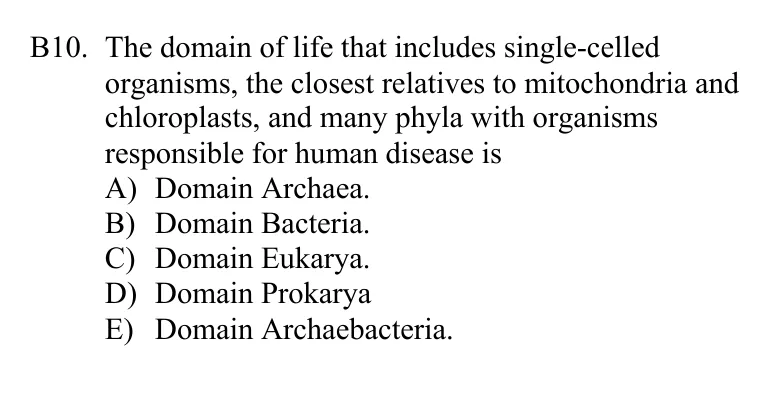 B10. The domain of life that includes single-celled
organisms, the closest relatives to mitochondria and
chloroplasts, and many phyla with organisms
responsible for human disease is
A) Domain Archaea.
B) Domain Bacteria.
C) Domain Eukarya.
D) Domain Prokarya
E) Domain Archaebacteria.